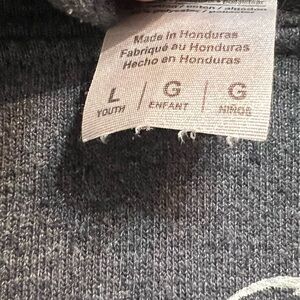 Made in Honduras
Fabriqué au Honduras
Hecho en Honduras
L | G | G
YOUTH | ENFANT | NIÑOS